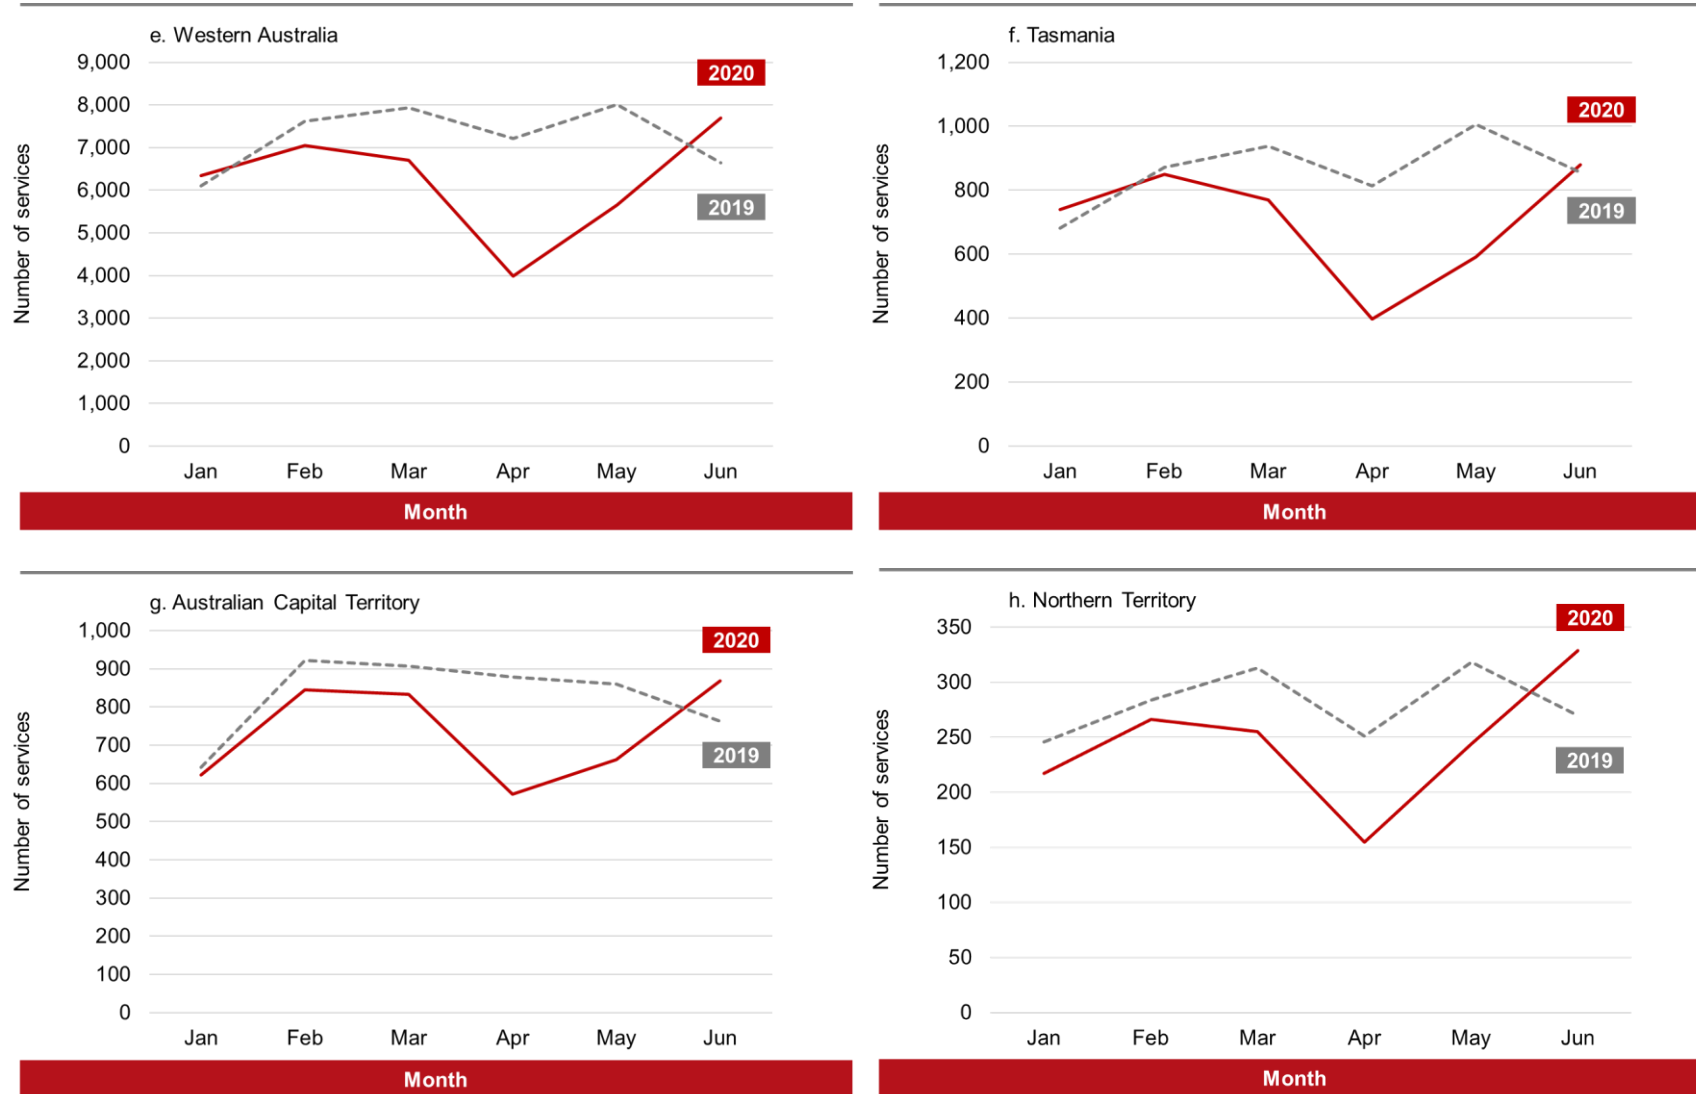 e. Western Australia
9,000
8,000
7,000
6,000
5,000
4,000
3,000
2,000
1,000
0
Number of services
2020
2019
Jan Feb Mar Apr May Jun
Month
f. Tasmania
1,200
1,000
800
600
400
200
0
Number of services
2020
2019
Jan Feb Mar Apr May Jun
Month
g. Australian Capital Territory
1,000
900
800
700
600
500
400
300
200
100
0
Number of services
2020
2019
Jan Feb Mar Apr May Jun
Month
h. Northern Territory
350
300
250
200
150
100
50
0
Number of services
2020
2019
Jan Feb Mar Apr May Jun
Month